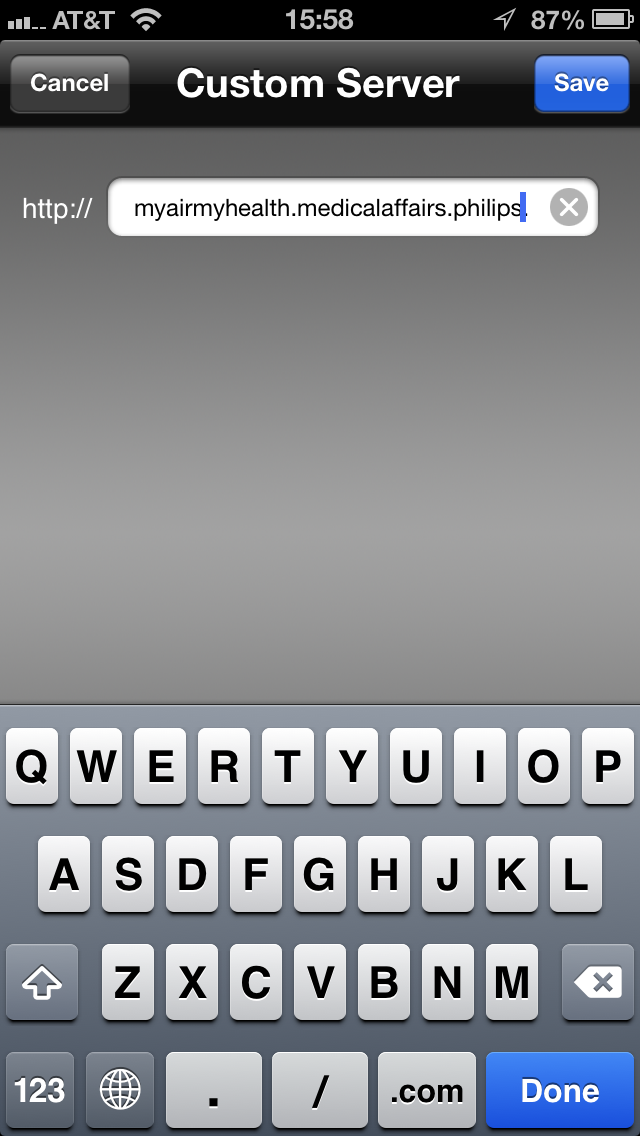 AT&T 15:58 87%
Cancel Custom Server Save
http:// myairmyhealth.medicalaffairs.philips.
Q W E R T Y U I O P
A S D F G H J K L
Z X C V B N M
123 . / .com Done